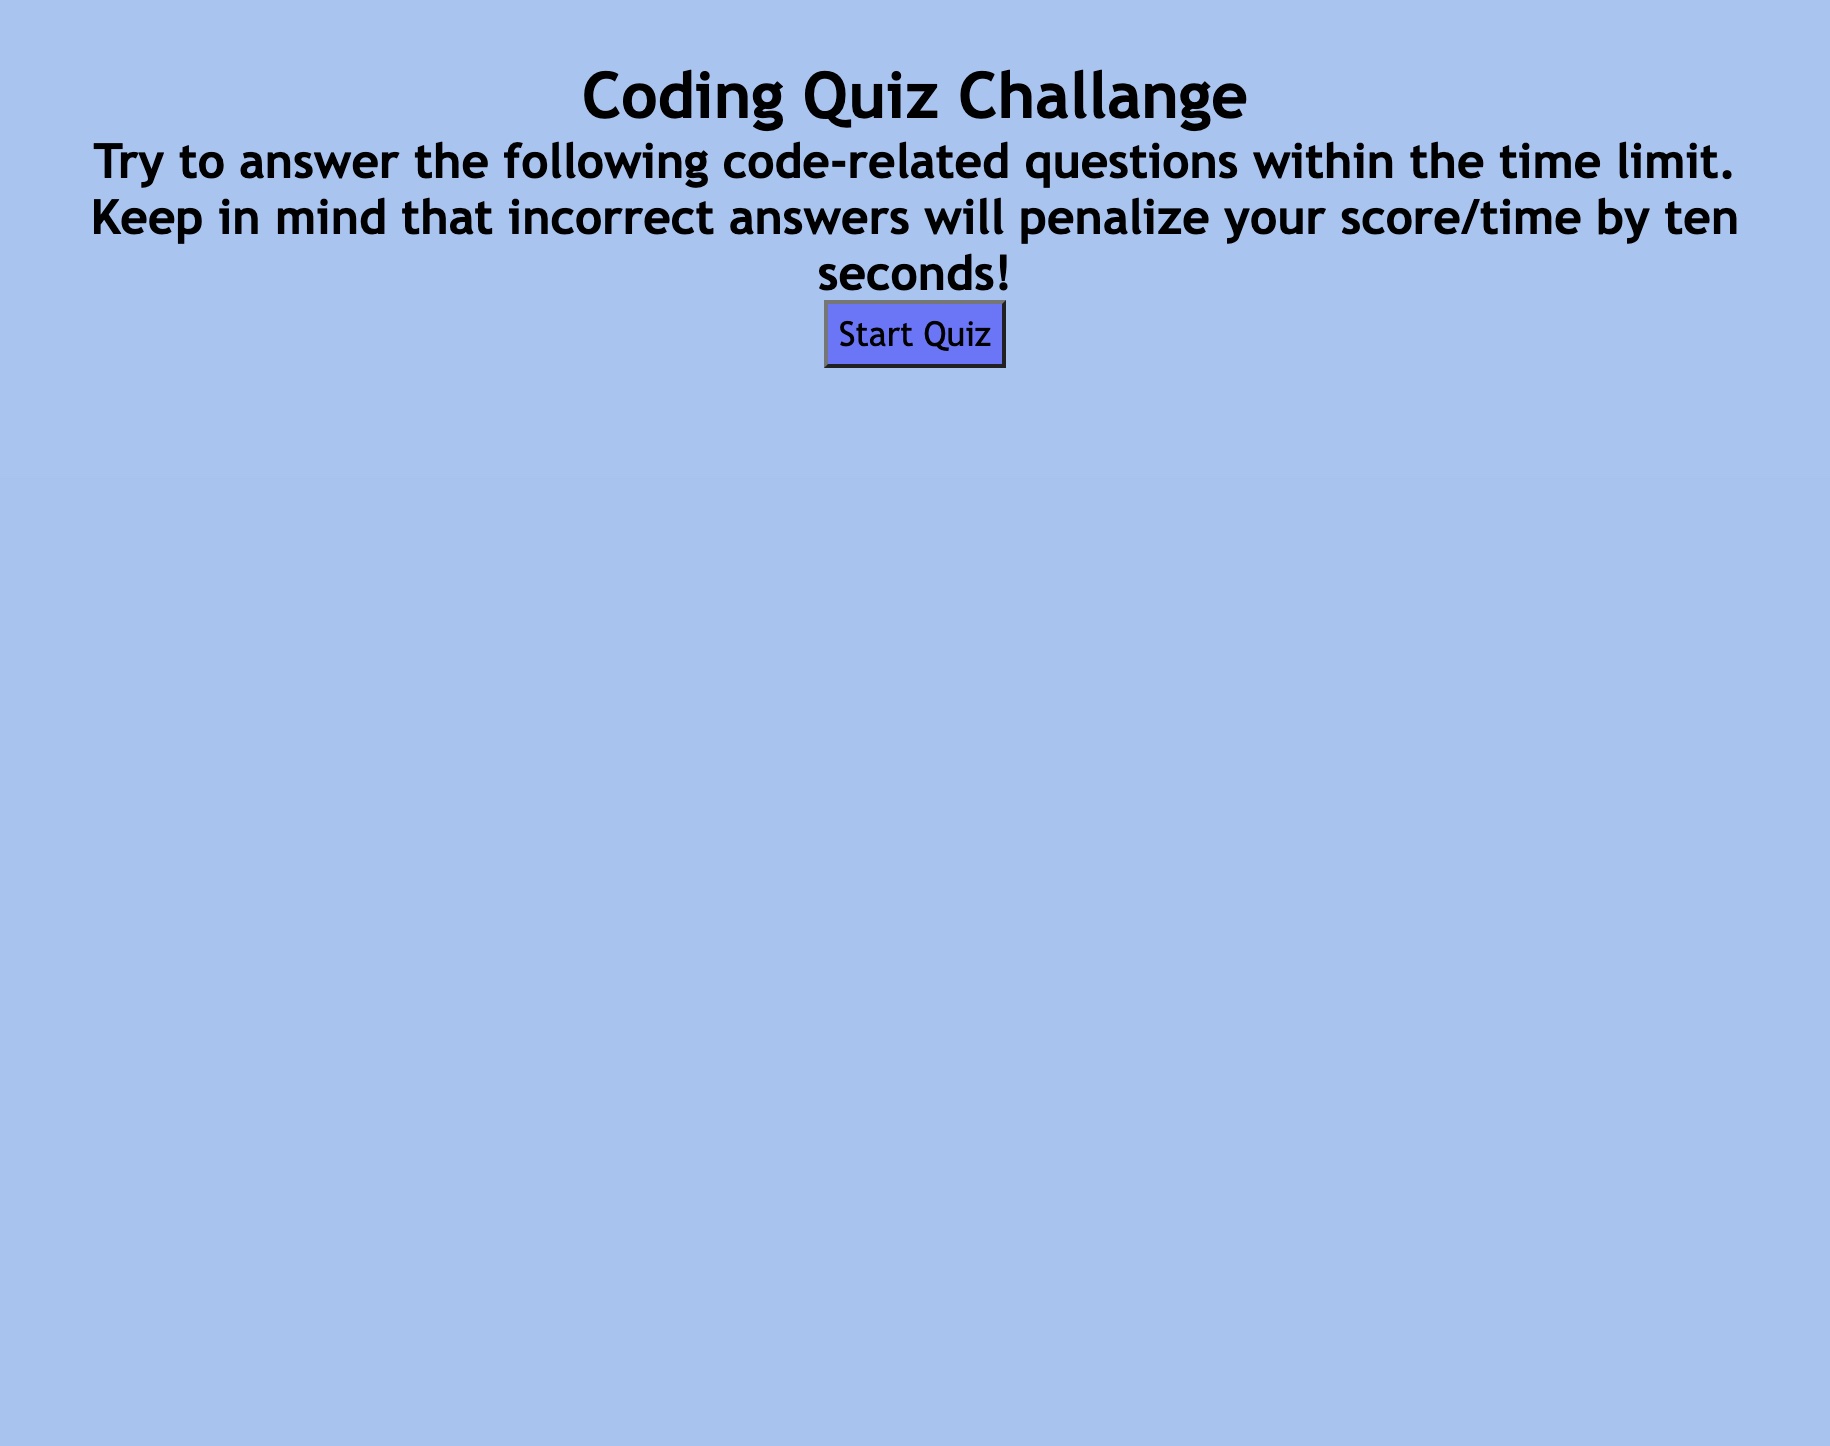 Coding Quiz Challange
Try to answer the following code-related questions within the time limit.
Keep in mind that incorrect answers will penalize your score/time by ten
seconds!
Start Quiz